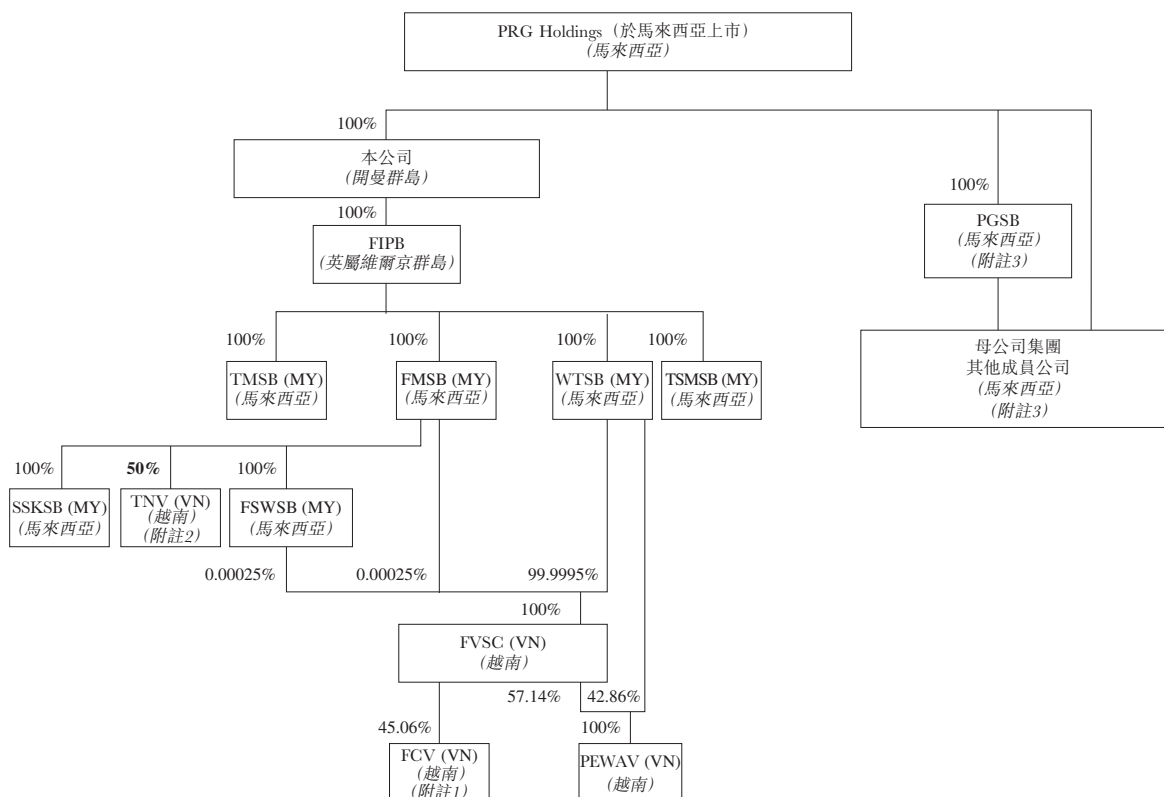 PRG Holdings（於馬來西亞上市）
（馬來西亞）
100%
本公司
（開曼群島）
100%
PGSB
（馬來西亞）
（附註3）
100%
FIPB
（英屬維爾京群島）
100%
100%
100%
100%
母公司集團
其他成員公司
（馬來西亞）
（附註3）
TMSB (MY)
（馬來西亞）
FMSB (MY)
（馬來西亞）
WTSB (MY)
（馬來西亞）
TSMSB (MY)
（馬來西亞）
100%
50%
100%
SSKSB (MY)
（馬來西亞）
TNV (VN)
（越南）
（附註2）
FSWSB (MY)
（馬來西亞）
0.00025%
0.00025%
99.9995%
100%
FVSC (VN)
（越南）
57.14%
42.86%
45.06%
100%
FCV (VN)
（越南）
（附註1）
PEWAV (VN)
（越南）